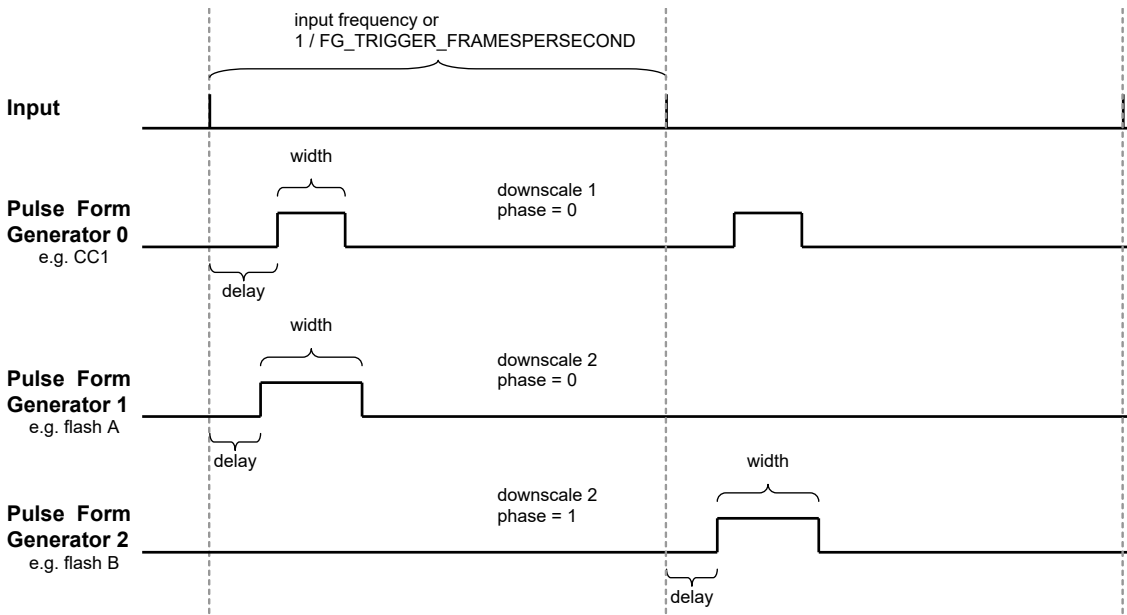 input frequency or
1 / FG_TRIGGER_FRAMESPERSECOND
Input
width
downscale 1
phase = 0
Pulse Form
Generator 0
e.g. CC1
delay
width
downscale 2
phase = 0
Pulse Form
Generator 1
e.g. flash A
delay
width
downscale 2
phase = 1
Pulse Form
Generator 2
e.g. flash B
delay